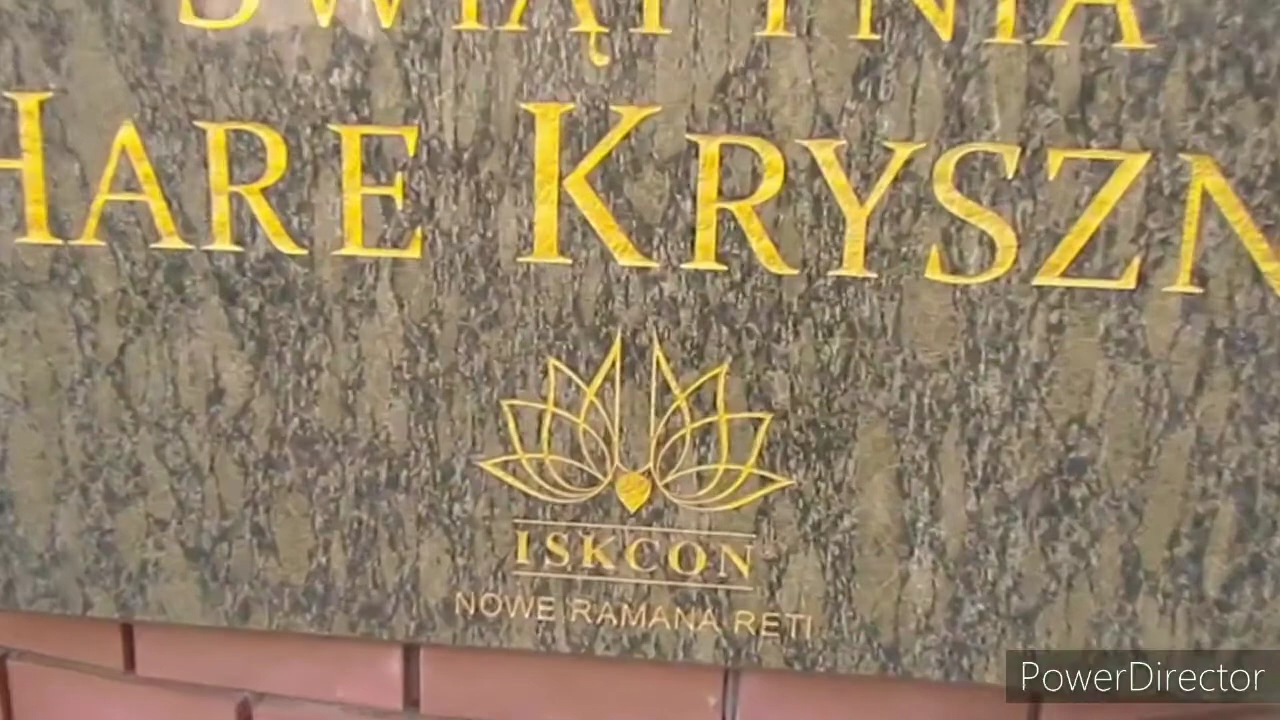 ŚWIĄTYNIA
HARE KRYSZN
ISKCON
NOWE RAMANA RETI
PowerDirector